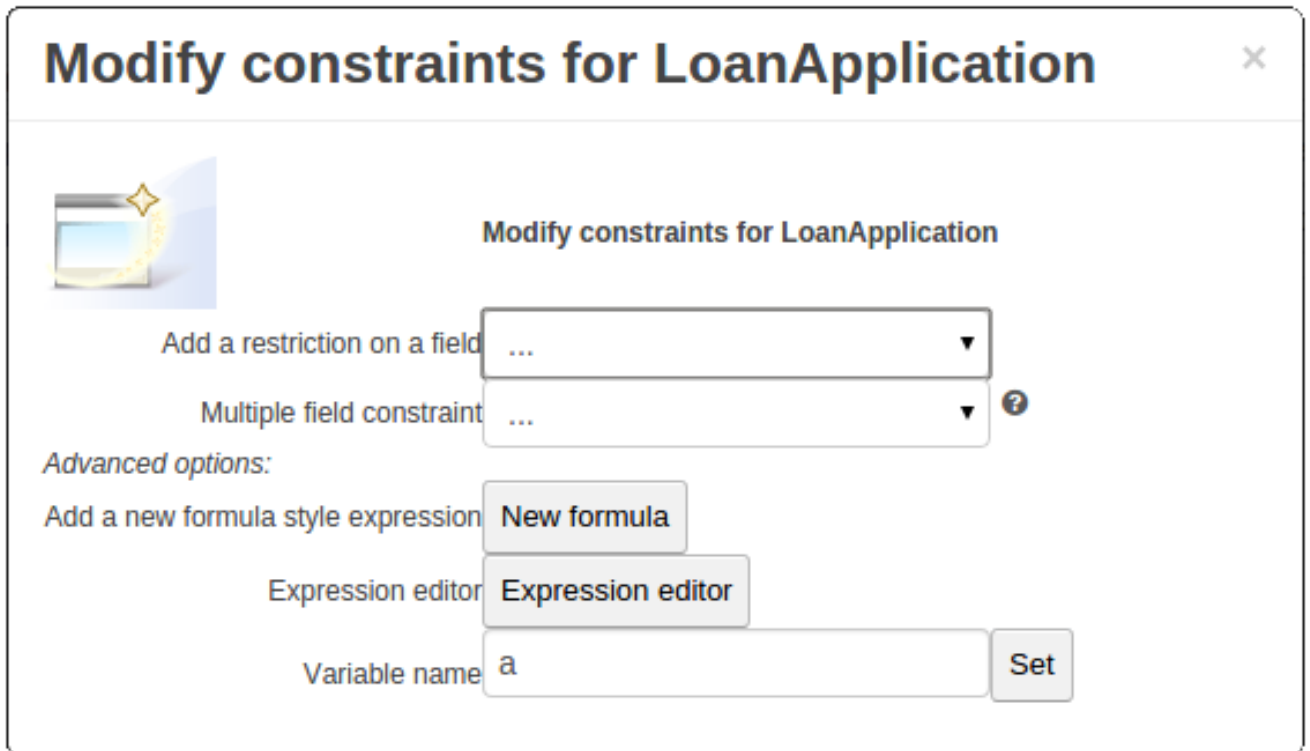 Modify constraints for LoanApplication ×
Modify constraints for LoanApplication
Add a restriction on a field ...
Multiple field constraint ...
Advanced options:
Add a new formula style expression New formula
Expression editor Expression editor
Variable name a Set